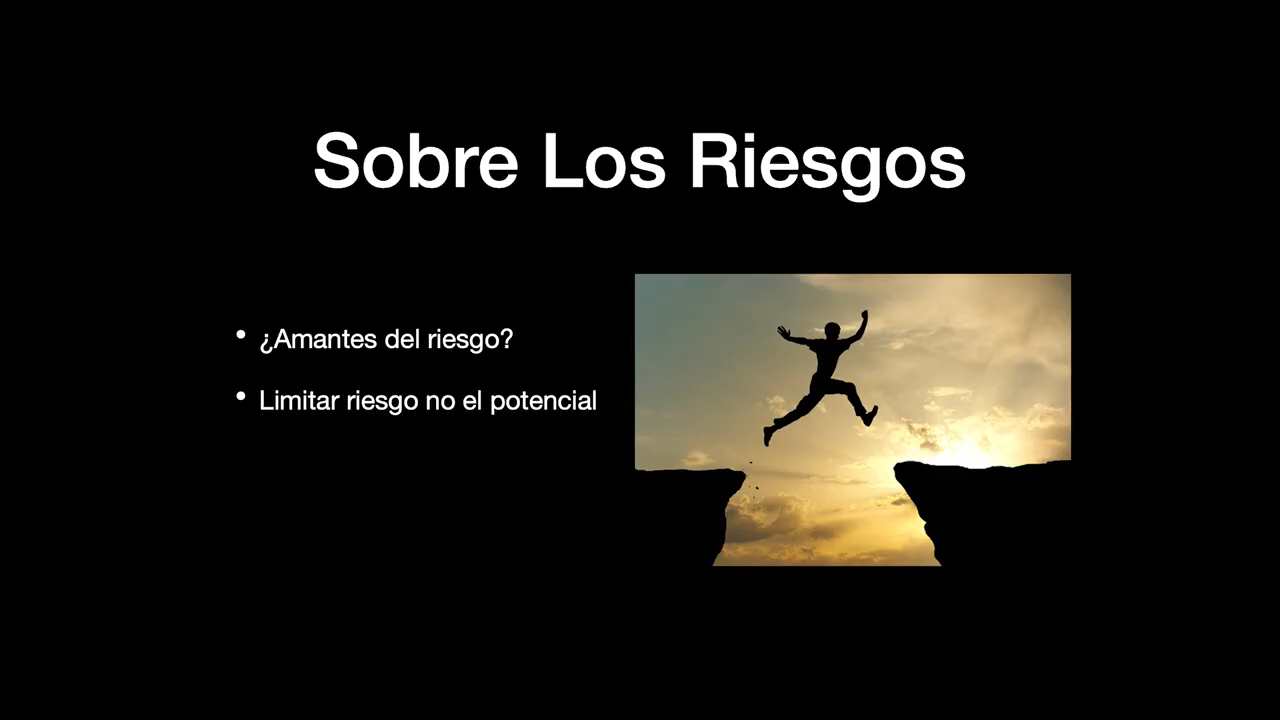 Sobre Los Riesgos
• ¿Amantes del riesgo?
• Limitar riesgo no el potencial